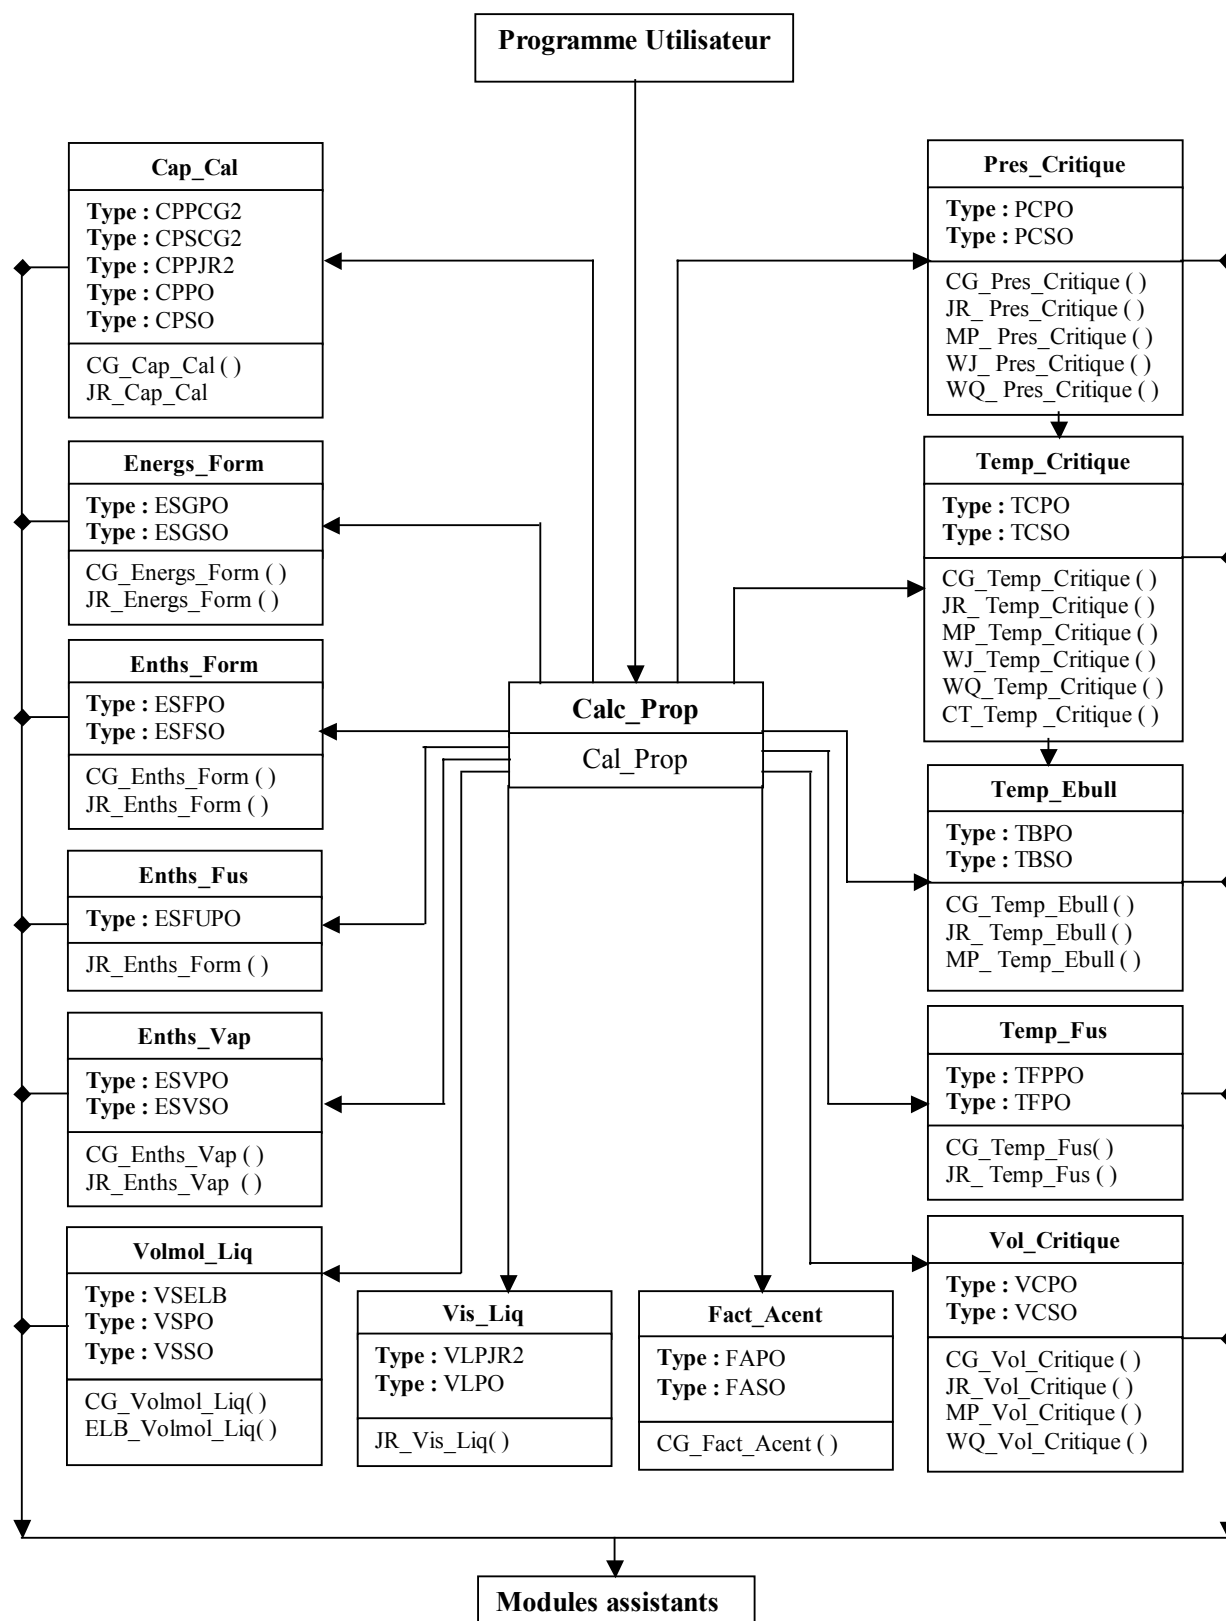 Programme Utilisateur
Cap_Cal
Type : CPPCG2
Type : CPSCG2
Type : CPPJR2
Type : CPPO
Type : CPSO
CG_Cap_Cal ( )
JR_Cap_Cal
Energs_Form
Type : ESGPO
Type : ESGSO
CG_Energs_Form ( )
JR_Energs_Form ( )
Enths_Form
Type : ESFPO
Type : ESFSO
CG_Enths_Form ( )
JR_Enths_Form ( )
Enths_Fus
Type : ESFUPO
JR_Enths_Form ( )
Enths_Vap
Type : ESVPO
Type : ESVSO
CG_Enths_Vap ( )
JR_Enths_Vap ( )
Volmol_Liq
Type : VSELB
Type : VSPO
Type : VSSO
CG_Volmol_Liq( )
ELB_Volmol_Liq( )
Calc_Prop
Cal_Prop
Vis_Liq
Type : VLPJR2
Type : VLPO
JR_Vis_Liq( )
Fact_Acent
Type : FAPO
Type : FASO
CG_Fact_Acent ( )
Pres_Critique
Type : PCPO
Type : PCSO
CG_Pres_Critique ( )
JR_ Pres_Critique ( )
MP_ Pres_Critique ( )
WJ_ Pres_Critique ( )
WQ_ Pres_Critique ( )
Temp_Critique
Type : TCPO
Type : TCSO
CG_Temp_Critique ( )
JR_ Temp_Critique ( )
MP_Temp_Critique ( )
WJ_Temp_Critique ( )
WQ_Temp_Critique ( )
CT_Temp _Critique ( )
Temp_Ebull
Type : TBPO
Type : TBSO
CG_Temp_Ebull ( )
JR_ Temp_Ebull ( )
MP_ Temp_Ebull ( )
Temp_Fus
Type : TFPPO
Type : TFPO
CG_Temp_Fus( )
JR_ Temp_Fus ( )
Vol_Critique
Type : VCPO
Type : VCSO
CG_Vol_Critique ( )
JR_Vol_Critique ( )
MP_Vol_Critique ( )
WQ_Vol_Critique ( )
Modules assistants